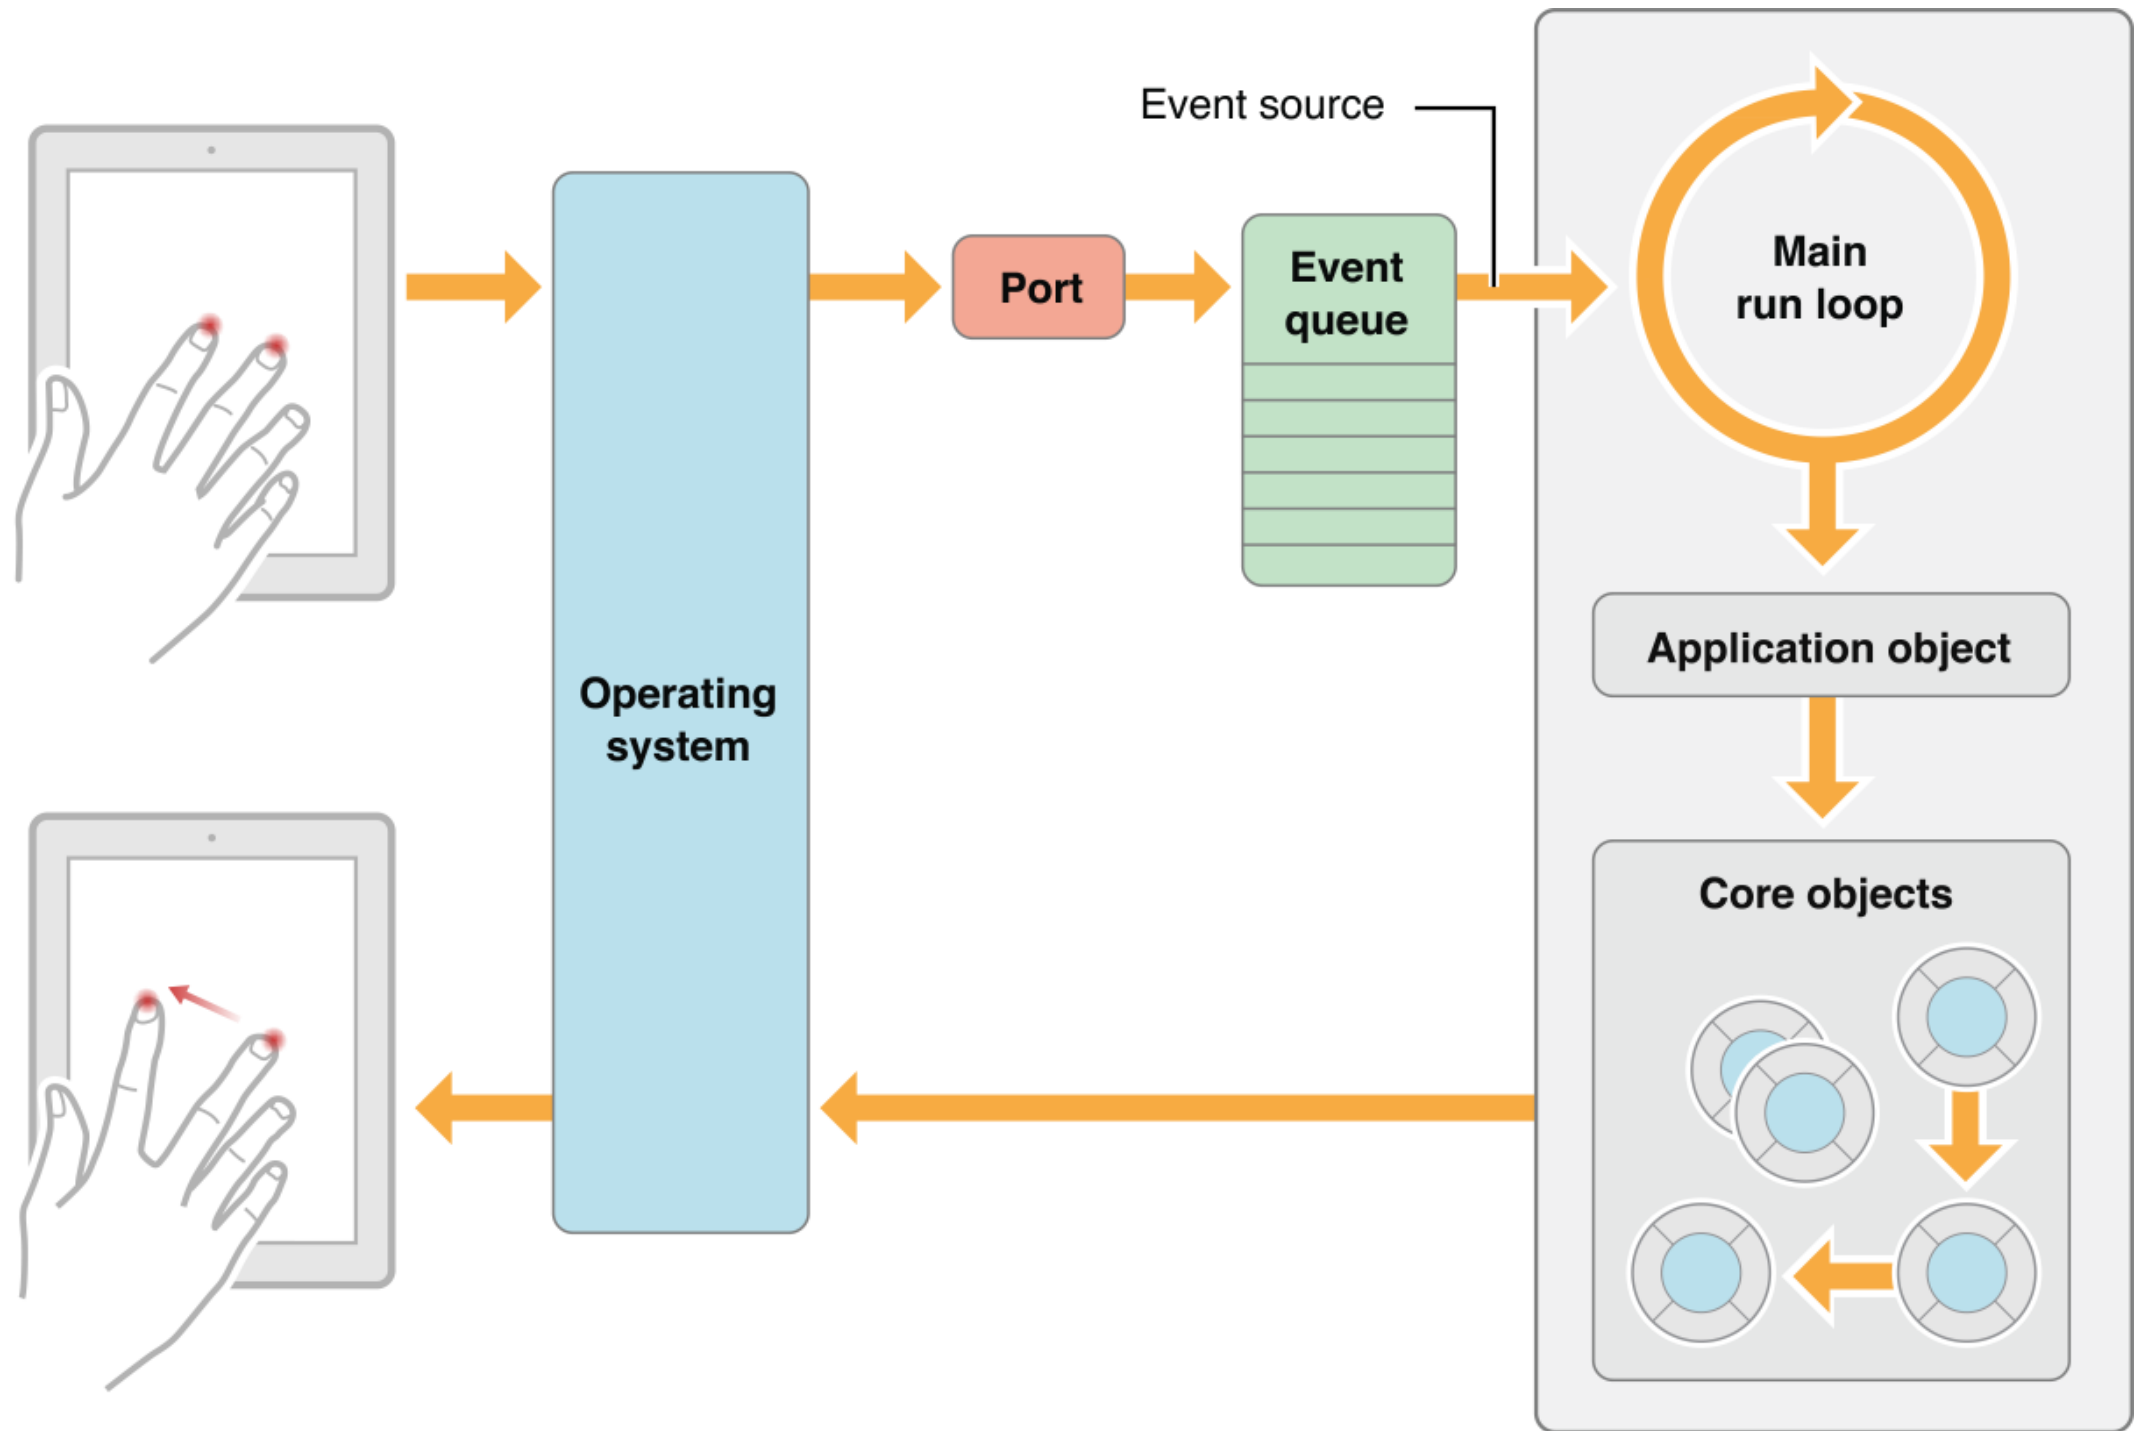 Event source
Main
run loop
Event
queue
Port
Application object
Operating
system
Core objects